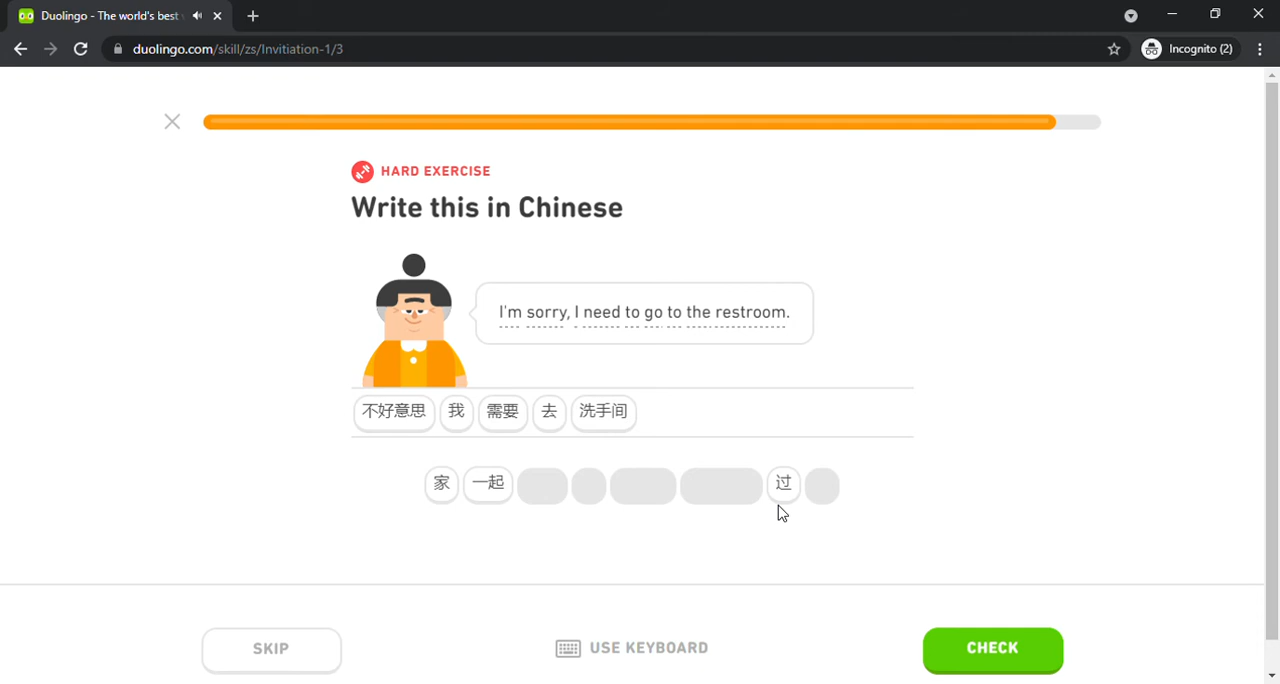 Duolingo - The world's best
duolingo.com/skill/zs/Invitiation-1/3
Incognito (2)
HARD EXERCISE
Write this in Chinese
I'm sorry, I need to go to the restroom.
不好意思 我 需要 去 洗手间
家 一起 过
SKIP USE KEYBOARD CHECK